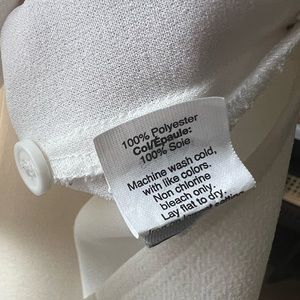 100% Polyester
Col/Épaule:
100% Soie
Machine wash cold,
with like colors.
Non chlorine
bleach only.
Lay flat to dry.